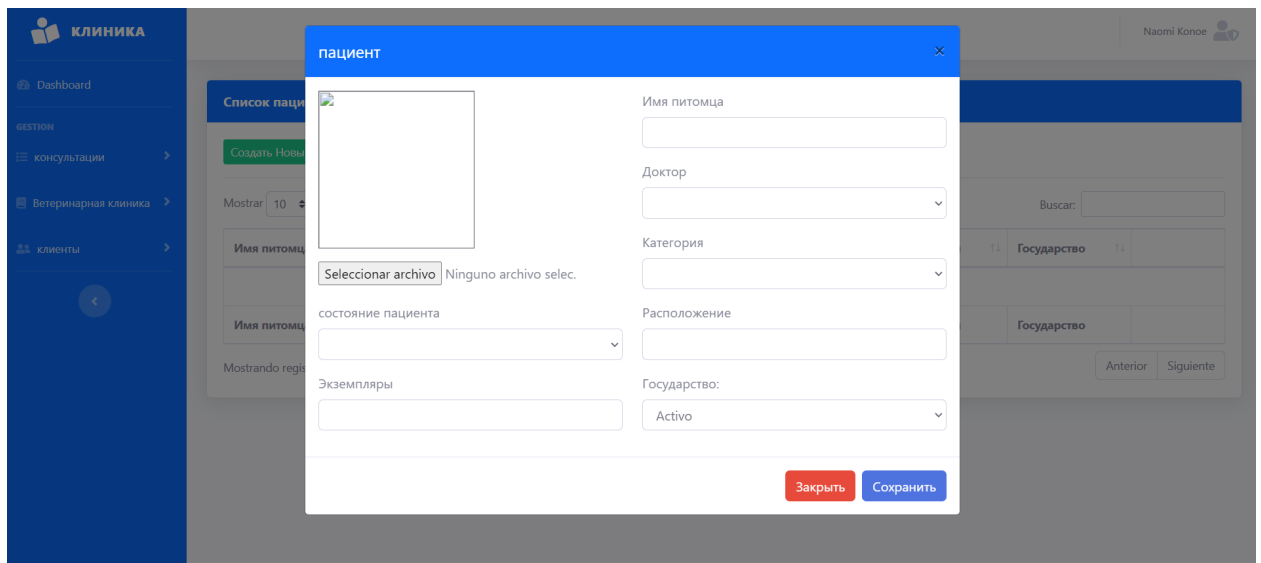 КЛИНИКА
Naomi Konoe
Dashboard
GESTION
консультации
Ветеринарная клиника
клиенты
Список паци
Создать Новы
Mostrar 10
Buscar:
Имя питомц
Государство
Имя питомц
Государство
Mostrando regis
Anterior Siguiente
пациент
×
Имя питомца
Доктор
Категория
Seleccionar archivo Ninguno archivo selec.
состояние пациента
Расположение
Экземпляры
Государство:
Activo
Закрыть Сохранить